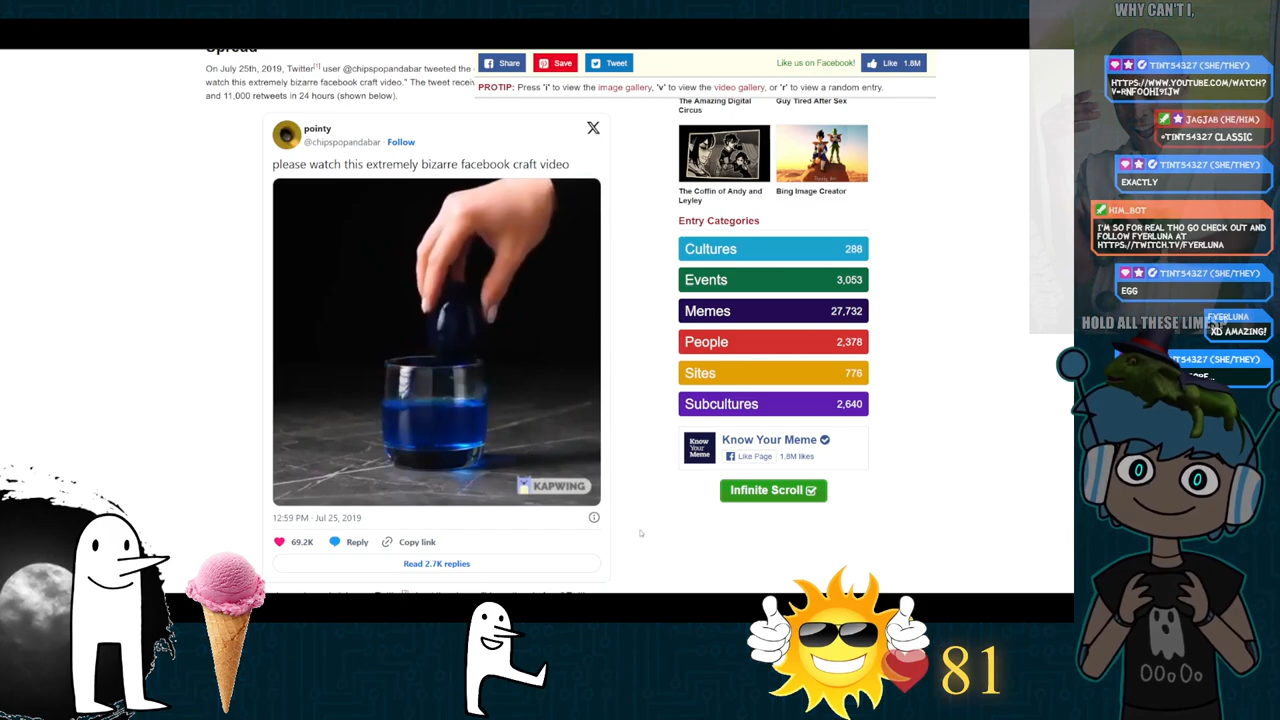 Spread
On July 25th, 2019, Twitter[1] user @chipspopandabar tweeted the
watch this extremely bizarre facebook craft video." The tweet recei
and 11,000 retweets in 24 hours (shown below).
Share
Save
Tweet
Like us on Facebook!
Like 1.8M
PROTIP: Press 'i' to view the image gallery, 'v' to view the video gallery, or 'r' to view a random entry.
The Amazing Digital
Circus
Guy Tired After Sex
pointy
@chipspopandabar · Follow
please watch this extremely bizarre facebook craft video
KAPWING
12:59 PM · Jul 25, 2019
69.2K
Reply
Copy link
Read 2.7K replies
The Coffin of Andy and
Leyley
Bing Image Creator
Entry Categories
Cultures 288
Events 3,053
Memes 27,732
People 2,378
Sites 776
Subcultures 2,640
Know
Your
Meme
Know Your Meme
Like Page 1.8M likes
Infinite Scroll
WHY CAN'T I,
TINT54327 (SHE/THEY)
HTTPS://WWW.YOUTUBE.COM/WATCH?
V=RNFOOHI9IJW
JAGJAB (HE/HIM)
@TINT54327 CLASSIC
TINT54327 (SHE/THEY)
EXACTLY
HIM_BOT
I'M SO FOR REAL THO GO CHECK OUT AND
FOLLOW FYERLUNA AT
HTTPS://TWITCH.TV/FYERLUNA
TINT54327 (SHE/THEY)
EGG
HOLD ALL THESE LIMES?
FYERLUNA
XD AMAZING!
TINT54327 (SHE/THEY)
81
OoOo